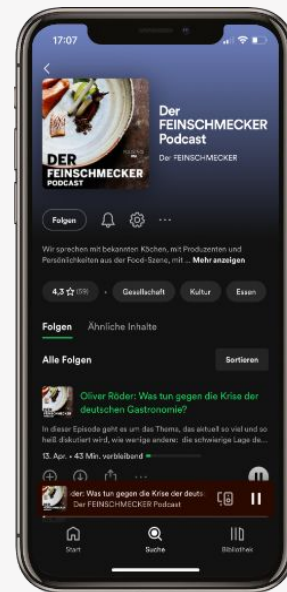 17:07
DER
FEINSCHMECKER
PODCAST
Der
FEINSCHMECKER
Podcast
Der FEINSCHMECKER
Folgen
Wir sprechen mit bekannten Köchen, mit Produzenten und
Persönlichkeiten aus der Food-Szene, mit ... Mehr anzeigen
4,3 ☆ (59) • Gesellschaft Kultur Essen
Folgen Ähnliche Inhalte
Alle Folgen Sortieren
Oliver Röder: Was tun gegen die Krise der
deutschen Gastronomie?
In dieser Episode geht es um das Thema, das aktuell so viel und so
heiß diskutiert wird, wie wenige andere: die schwierige Lage de...
13. Apr. • 43 Min. verbleibend
der: Was tun gegen die Krise der deuts
Der FEINSCHMECKER Podcast
Start Suche Bibliothek